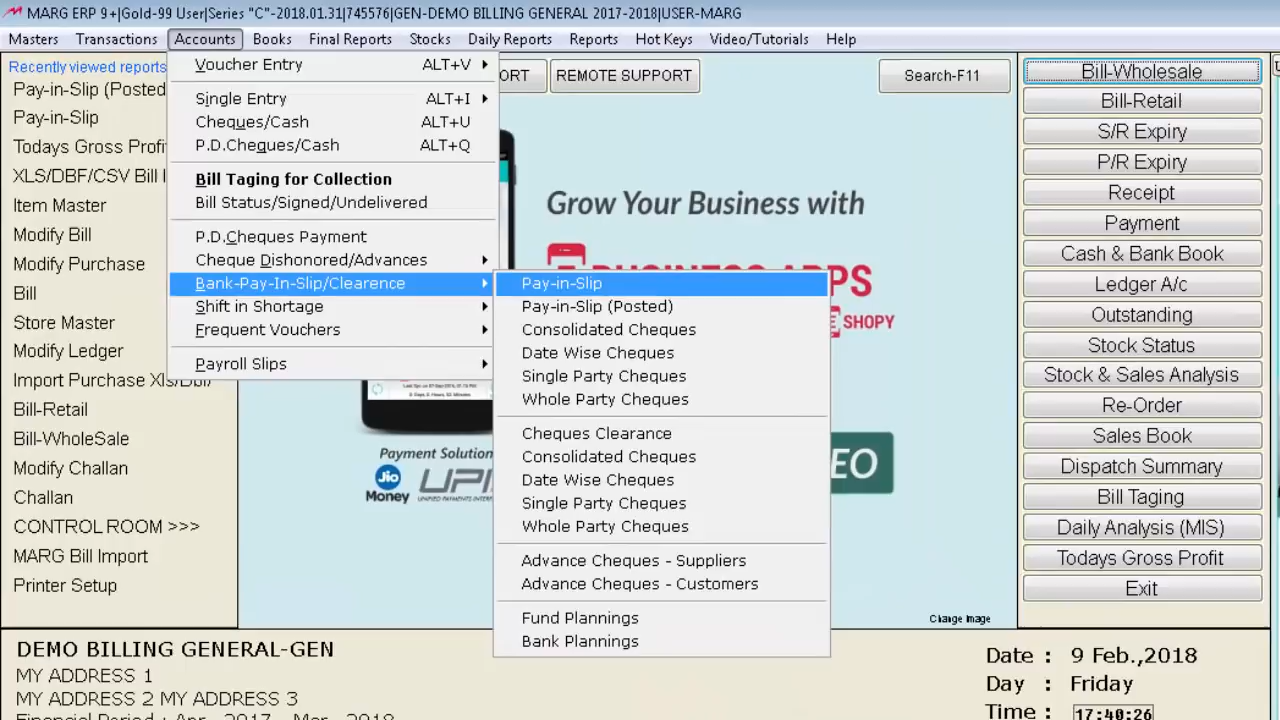 MARG ERP 9+|Gold-99 User|Series "C"-2018.01.31|745576|GEN-DEMO BILLING GENERAL 2017-2018|USER-MARG
Masters Transactions Accounts Books Final Reports Stocks Daily Reports Reports Hot Keys Video/Tutorials Help
Recently viewed reports
Pay-in-Slip (Posted
Pay-in-Slip
Todays Gross Profi
XLS/DBF/CSV Bill I
Item Master
Modify Bill
Modify Purchase
Bill
Store Master
Modify Ledger
Import Purchase Xls/Dbf/
Bill-Retail
Bill-WholeSale
Modify Challan
Challan
CONTROL ROOM >>>
MARG Bill Import
Printer Setup
Voucher Entry ALT+V
Single Entry ALT+I
Cheques/Cash ALT+U
P.D.Cheques/Cash ALT+Q
Bill Taging for Collection
Bill Status/Signed/Undelivered
P.D.Cheques Payment
Cheque Dishonored/Advances
Bank-Pay-In-Slip/Clearence
Shift in Shortage
Frequent Vouchers
Payroll Slips
Pay-in-Slip
Pay-in-Slip (Posted)
Consolidated Cheques
Date Wise Cheques
Single Party Cheques
Whole Party Cheques
Cheques Clearance
Consolidated Cheques
Date Wise Cheques
Single Party Cheques
Whole Party Cheques
Advance Cheques - Suppliers
Advance Cheques - Customers
Fund Plannings
Bank Plannings
ORT REMOTE SUPPORT Search-F11
Grow Your Business with
BUSINESS APPS
SHOPY
EO
Payment Solution
Jio
Money
UPI
Change Image
Bill-Wholesale
Bill-Retail
S/R Expiry
P/R Expiry
Receipt
Payment
Cash & Bank Book
Ledger A/c
Outstanding
Stock Status
Stock & Sales Analysis
Re-Order
Sales Book
Dispatch Summary
Bill Taging
Daily Analysis (MIS)
Todays Gross Profit
Exit
DEMO BILLING GENERAL-GEN
MY ADDRESS 1
MY ADDRESS 2 MY ADDRESS 3
Financial Period : Apr., 2017 - Mar., 2018
Date : 9 Feb.,2018
Day : Friday
Time : 17:40:26